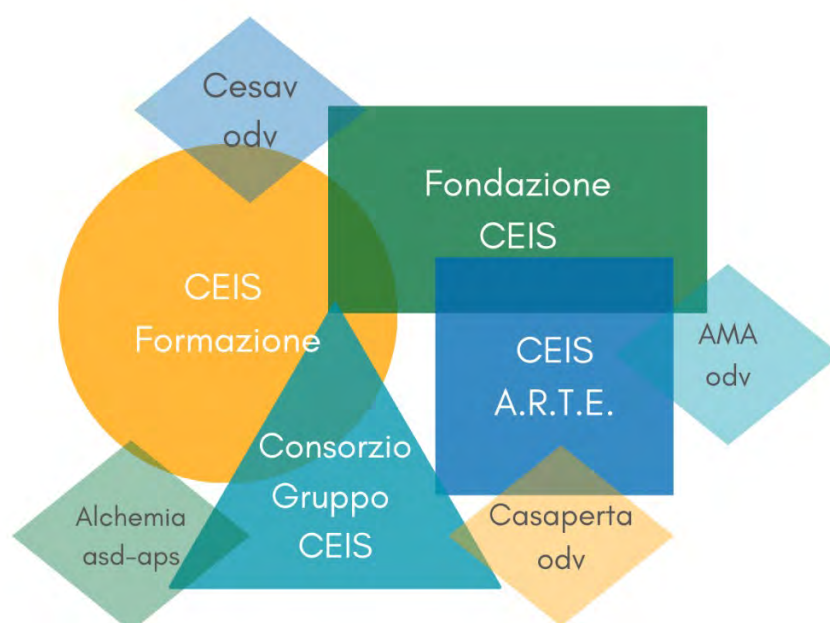 Cesav
odv
Fondazione
CEIS
CEIS
Formazione
CEIS
A.R.T.E.
AMA
odv
Consorzio
Gruppo
CEIS
Alchemia
asd-aps
Casaperta
odv